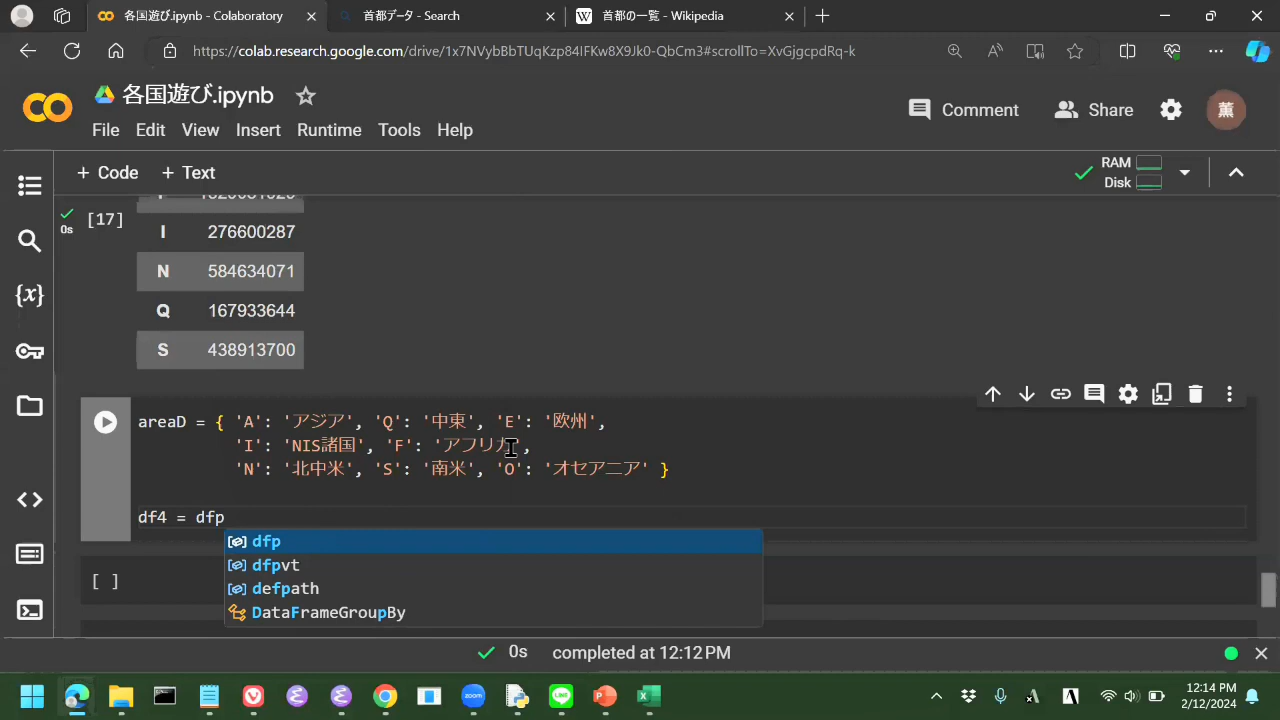 各国遊び.ipynb - Colaboratory
首都データ - Search
首都の一覧 - Wikipedia
https://colab.research.google.com/drive/1x7NVybBbTUqKzp84IFKw8X9Jk0-QbCm3#scrollTo=XvGjgcpdRq-k
各国遊び.ipynb
Comment
Share
薫
File Edit View Insert Runtime Tools Help
+ Code + Text
RAM
Disk
[17]
0s
I 276600287
N 584634071
Q 167933644
S 438913700
areaD = { 'A': 'アジア', 'Q': '中東', 'E': '欧州',
'I': 'NIS諸国', 'F': 'アフリカ',
'N': '北中米', 'S': '南米', 'O': 'オセアニア' }
df4 = dfp
dfp
dfpvt
defpath
DataFrameGroupBy
[ ]
0s completed at 12:12 PM
12:14 PM
2/12/2024